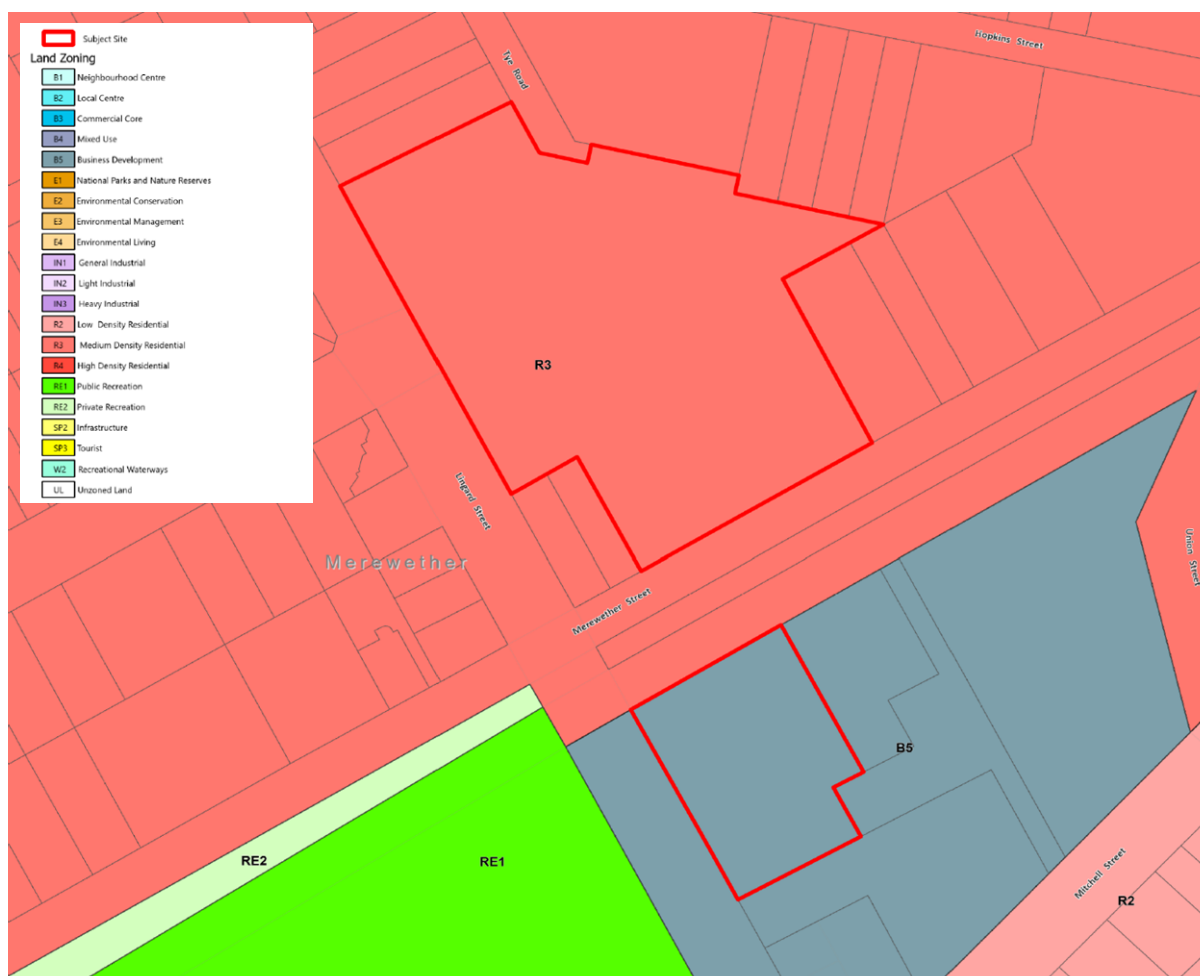 Subject Site
Land Zoning
B1 Neighbourhood Centre
B2 Local Centre
B3 Commercial Core
B4 Mixed Use
B5 Business Development
E1 National Parks and Nature Reserves
E2 Environmental Conservation
E3 Environmental Management
E4 Environmental Living
IN1 General Industrial
IN2 Light Industrial
IN3 Heavy Industrial
R2 Low Density Residential
R3 Medium Density Residential
R4 High Density Residential
RE1 Public Recreation
RE2 Private Recreation
SP2 Infrastructure
SP3 Tourist
W2 Recreational Waterways
UL Unzoned Land
Tye Road
Hopkins Street
R3
Lingard Street
Merewether
Merewether Street
Union Street
B5
RE2
RE1
Mitchell Street
R2